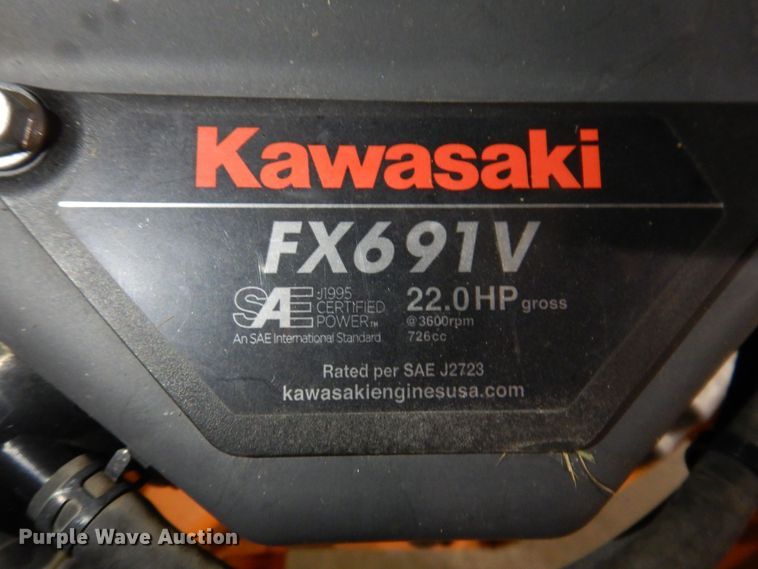 Kawasaki
FX691V
SAE J1995
CERTIFIED
POWER™
An SAE International Standard
22.0 HP gross
@3600rpm
726cc
Rated per SAE J2723
kawasakienginesusa.com
Purple Wave Auction